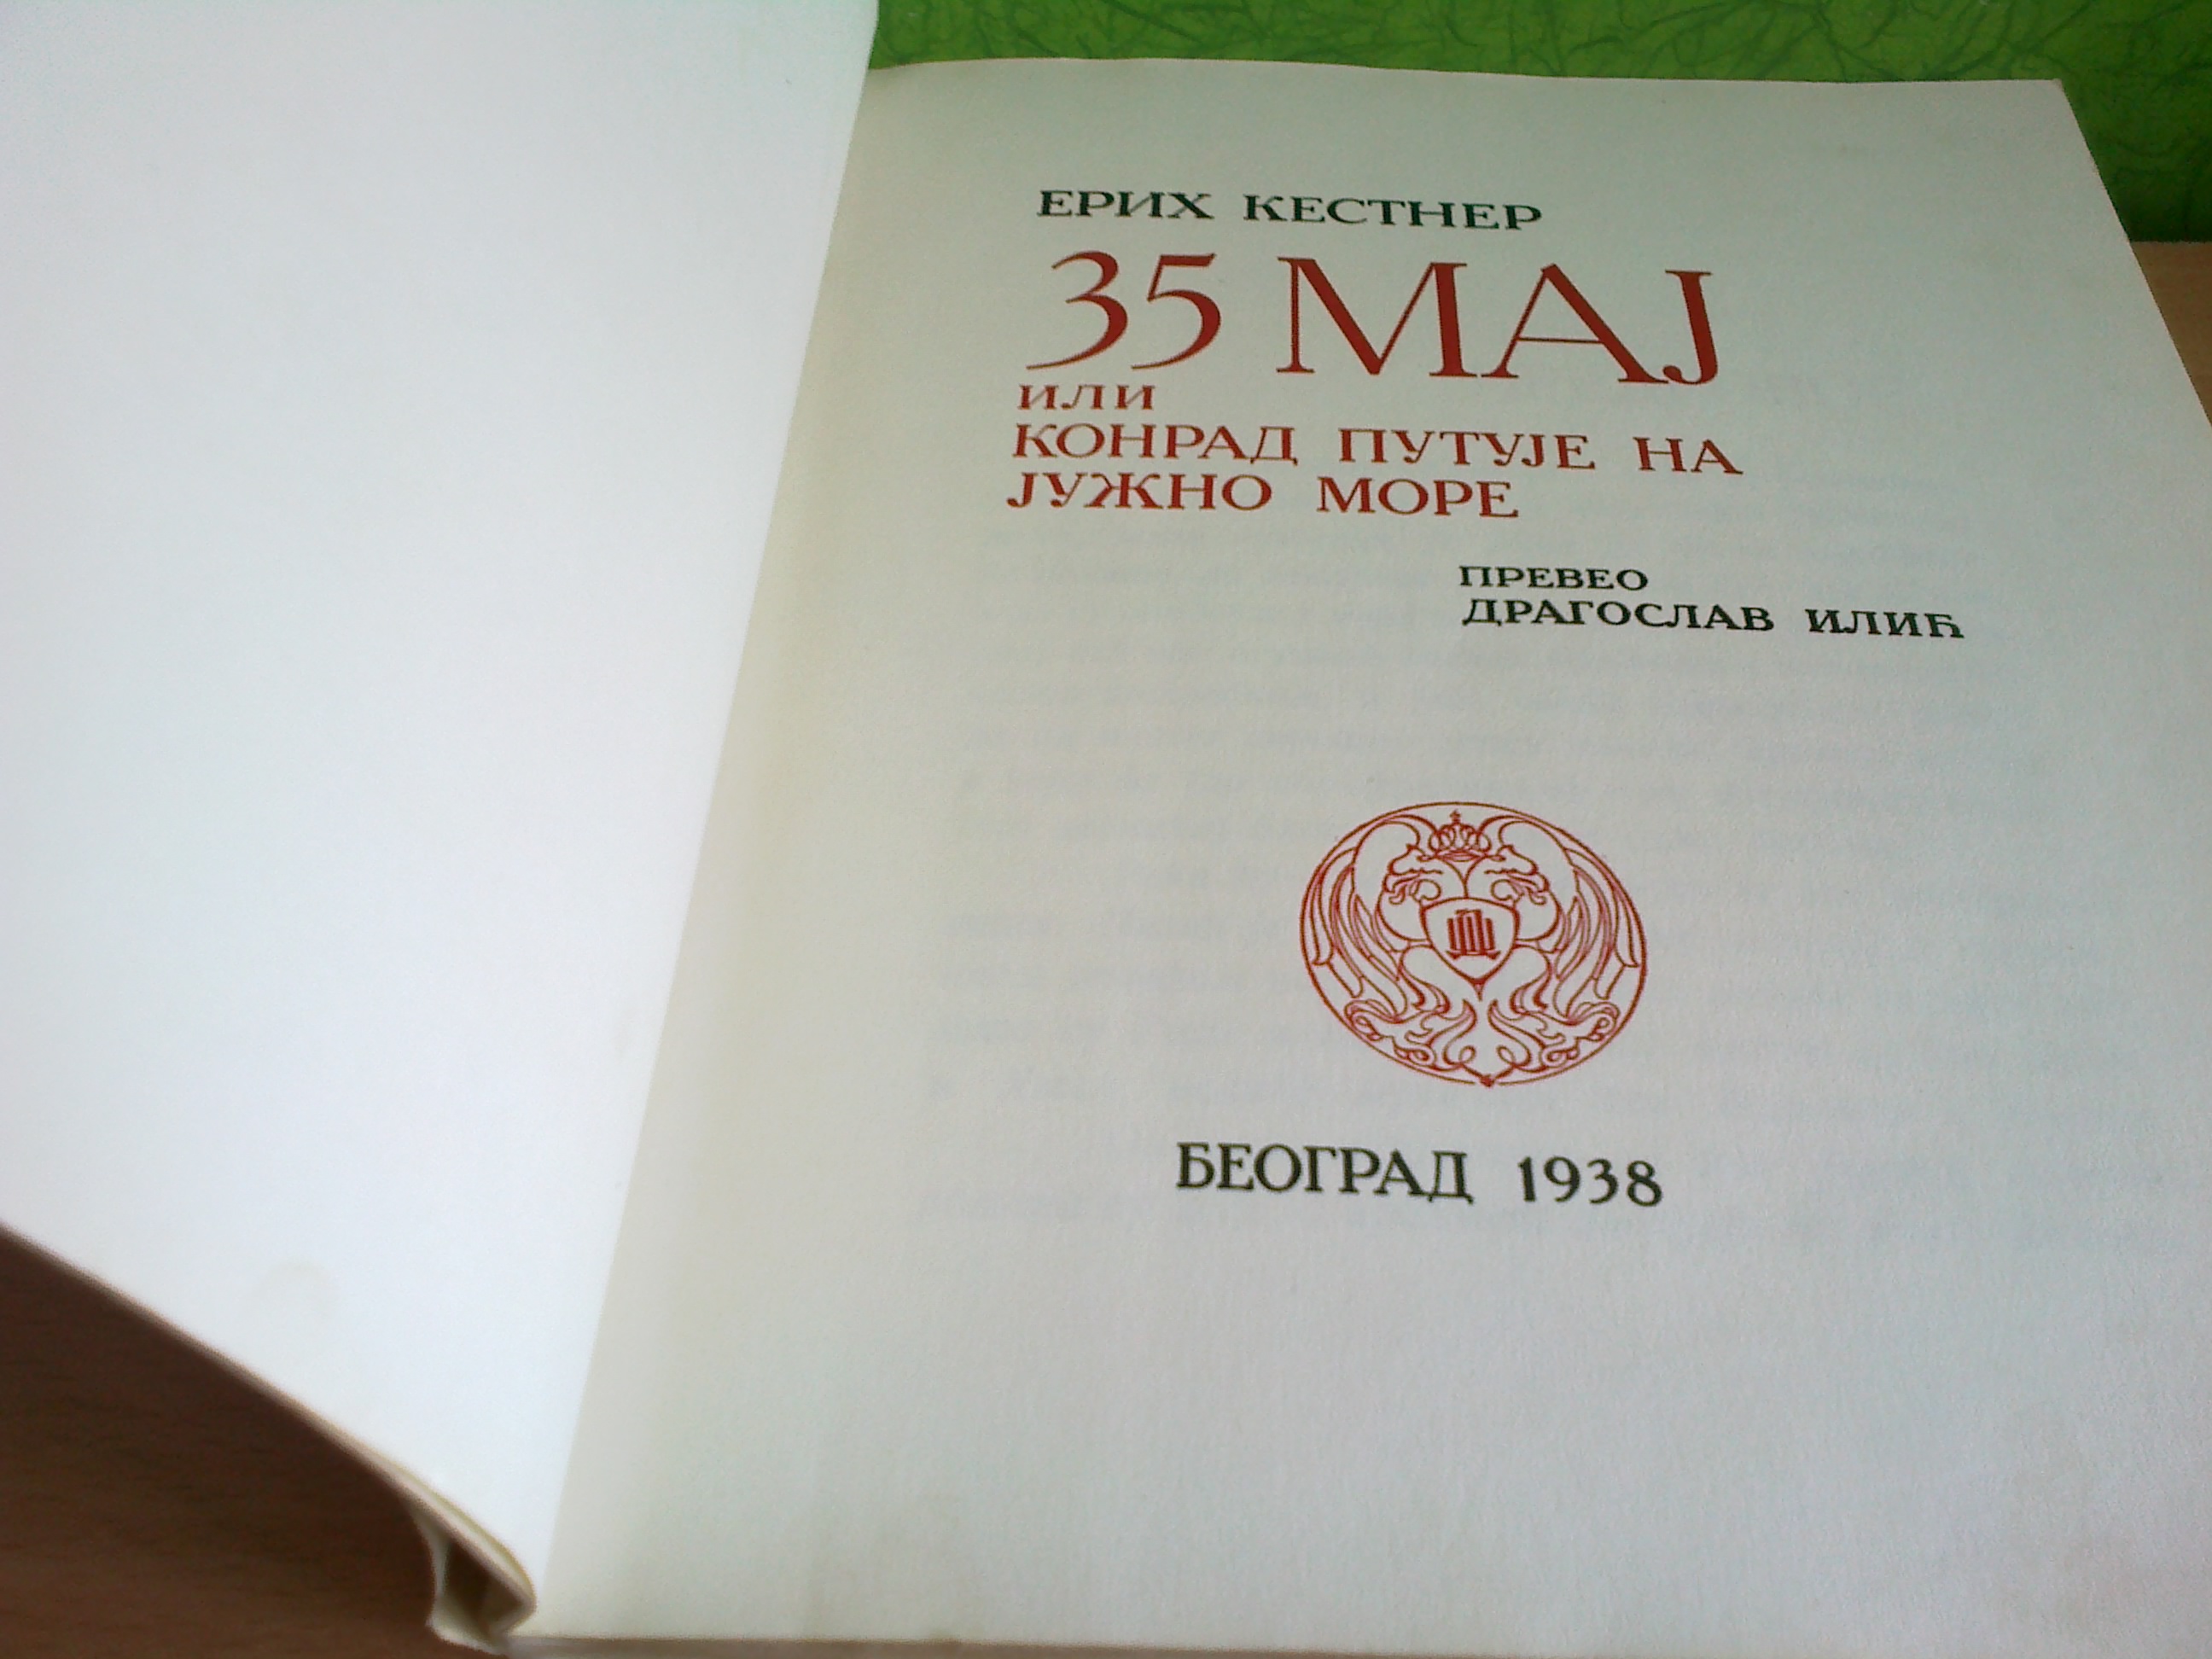 ЕРИХ КЕСТНЕР
35 МАЈ
ИЛИ
КОНРАД ПУТУЈЕ НА
ЈУЖНО МОРЕ
ПРЕВЕО
ДРАГОСЛАВ ИЛИЋ
БЕОГРАД 1938